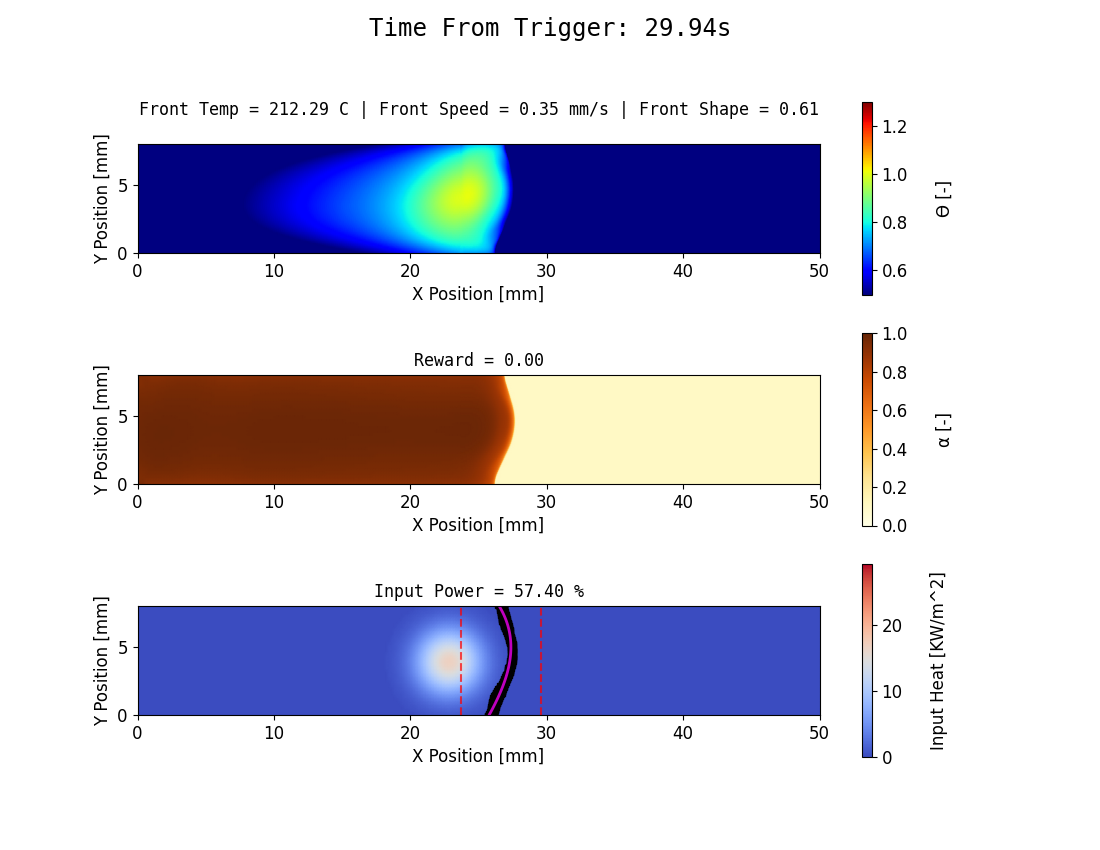 Time From Trigger: 29.94s
Front Temp = 212.29 C | Front Speed = 0.35 mm/s | Front Shape = 0.61
Y Position [mm]
5
0
0 10 20 30 40 50
X Position [mm]
1.2
1.0
0.8
0.6
Θ [-]
Reward = 0.00
Y Position [mm]
5
0
0 10 20 30 40 50
X Position [mm]
1.0
0.8
0.6
0.4
0.2
0.0
α [-]
Input Power = 57.40 %
Y Position [mm]
5
0
0 10 20 30 40 50
X Position [mm]
20
10
0
Input Heat [KW/m^2]